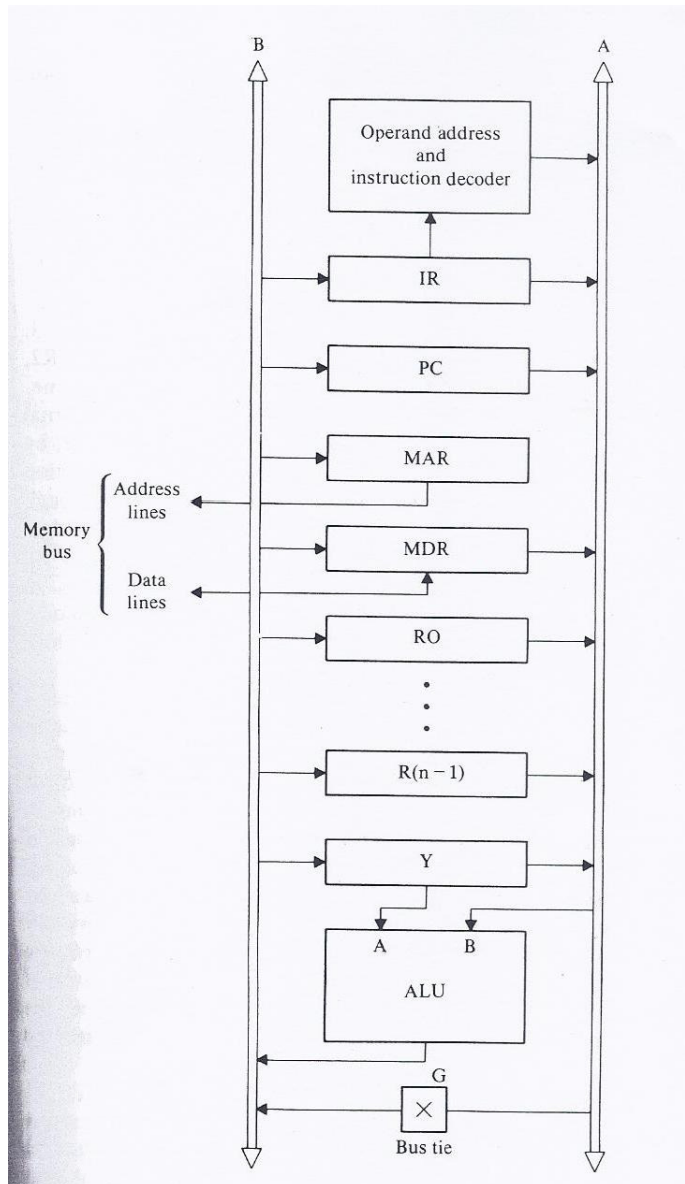 B
A
Operand address
and
instruction decoder
IR
PC
MAR
Address
lines
Memory
bus
MDR
Data
lines
RO
R(n − 1)
Y
A
B
ALU
G
Bus tie